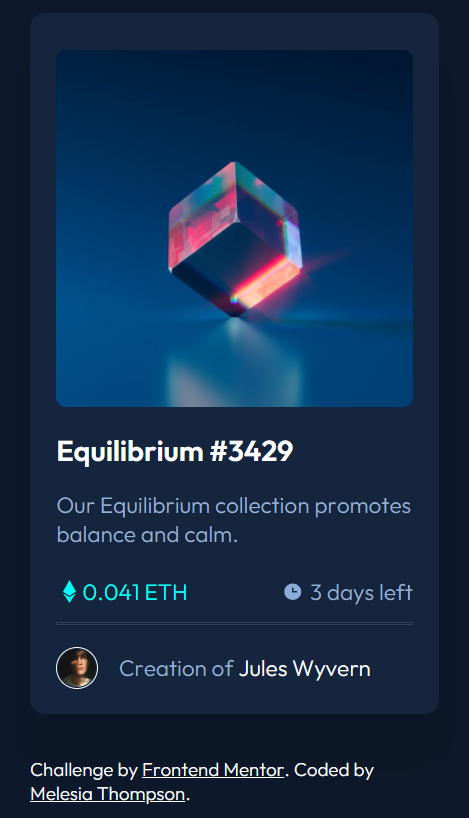 Equilibrium #3429
Our Equilibrium collection promotes
balance and calm.
0.041 ETH
3 days left
Creation of Jules Wyvern
Challenge by Frontend Mentor. Coded by
Melesia Thompson.